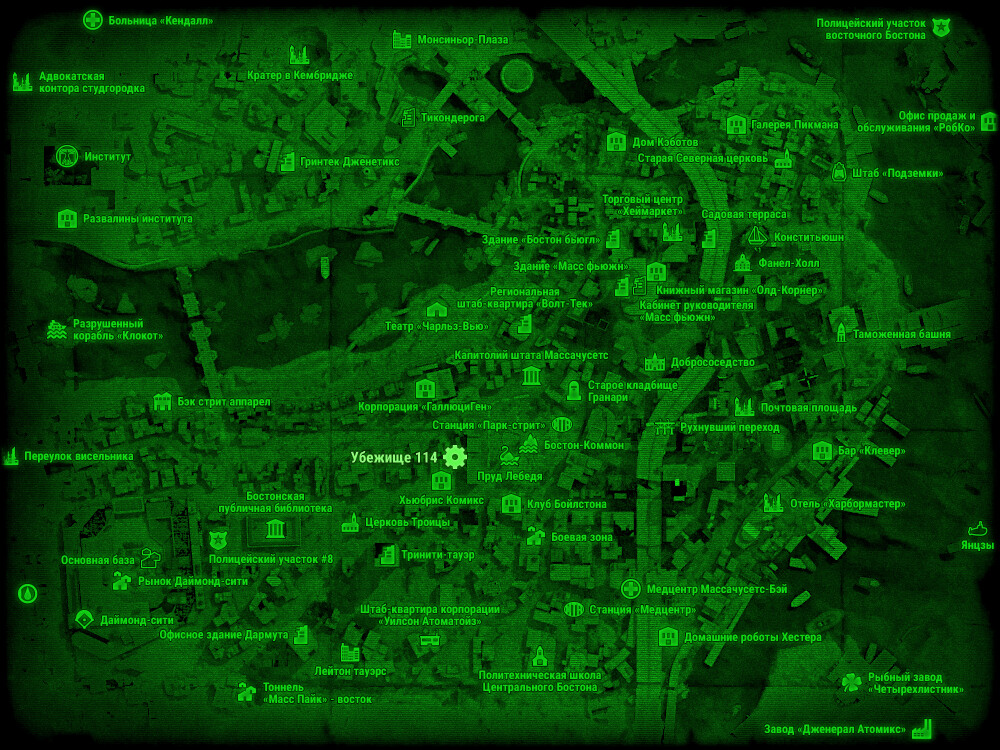 Больница «Кендалл»
Монсиньор-Плаза
Полицейский участок
восточного Бостона
Кратер в Кембридже
Адвокатская
контора студгородка
Тикондерога
Галерея Пикмана
Офис продаж и
обслуживания «РобКо»
Дом Кэботов
Институт
Гринтек Дженетикс
Старая Северная церковь
Штаб «Подземки»
Развалины института
Торговый центр
«Хеймаркет»
Садовая терраса
Здание «Бостон бьюгл»
Конститьюшн
Здание «Масс фьюжн»
Фанел-Холл
Региональная
штаб-квартира «Волт-Тек»
Книжный магазин «Олд-Корнер»
Кабинет руководителя
«Масс фьюжн»
Разрушенный
корабль «Клокот»
Театр «Чарльз-Вью»
Таможенная башня
Капитолий штата Массачусетс
Добрососедство
Старое кладбище
Гранари
Бэк стрит аппарел
Корпорация «ГаллюциГен»
Почтовая площадь
Станция «Парк-стрит»
Рухнувший переход
Бостон-Коммон
Переулок висельника
Убежище 114
Бар «Клевер»
Пруд Лебедя
Бостонская
публичная библиотека
Хьюбрис Комикс
Клуб Бойлстона
Отель «Харбормастер»
Церковь Троицы
Боевая зона
Янцзы
Основная база
Полицейский участок #8
Тринити-тауэр
Рынок Даймонд-сити
Медцентр Массачусетс-Бэй
Штаб-квартира корпорации
«Уилсон Атоматойз»
Станция «Медцентр»
Даймонд-сити
Офисное здание Дармута
Домашние роботы Хестера
Лейтон тауэрс
Политехническая школа
Центрального Бостона
Рыбный завод
«Четырехлистник»
Тоннель
«Масс Пайк» - восток
Завод «Дженерал Атомикс»